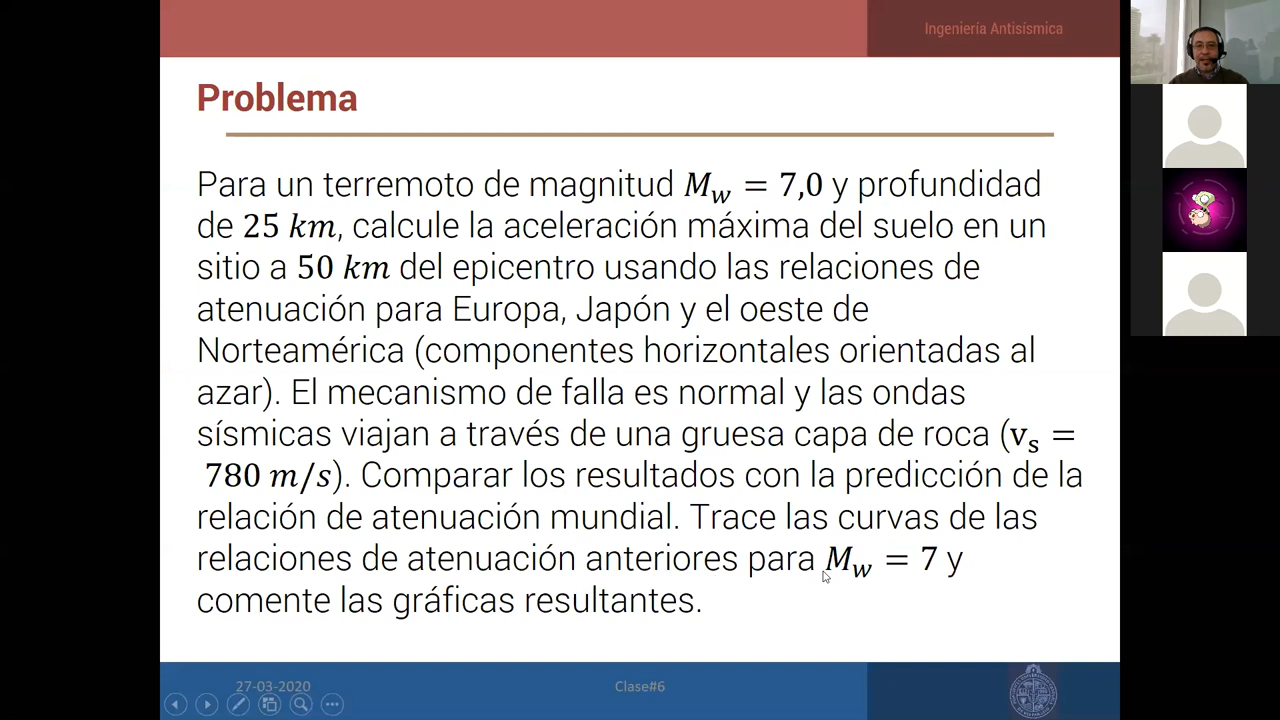 Ingeniería Antisísmica
Problema
Para un terremoto de magnitud M_w = 7,0 y profundidad
de 25 km, calcule la aceleración máxima del suelo en un
sitio a 50 km del epicentro usando las relaciones de
atenuación para Europa, Japón y el oeste de
Norteamérica (componentes horizontales orientadas al
azar). El mecanismo de falla es normal y las ondas
sísmicas viajan a través de una gruesa capa de roca (v_s =
780 m/s). Comparar los resultados con la predicción de la
relación de atenuación mundial. Trace las curvas de las
relaciones de atenuación anteriores para M_w = 7 y
comente las gráficas resultantes.
27-03-2020
Clase#6